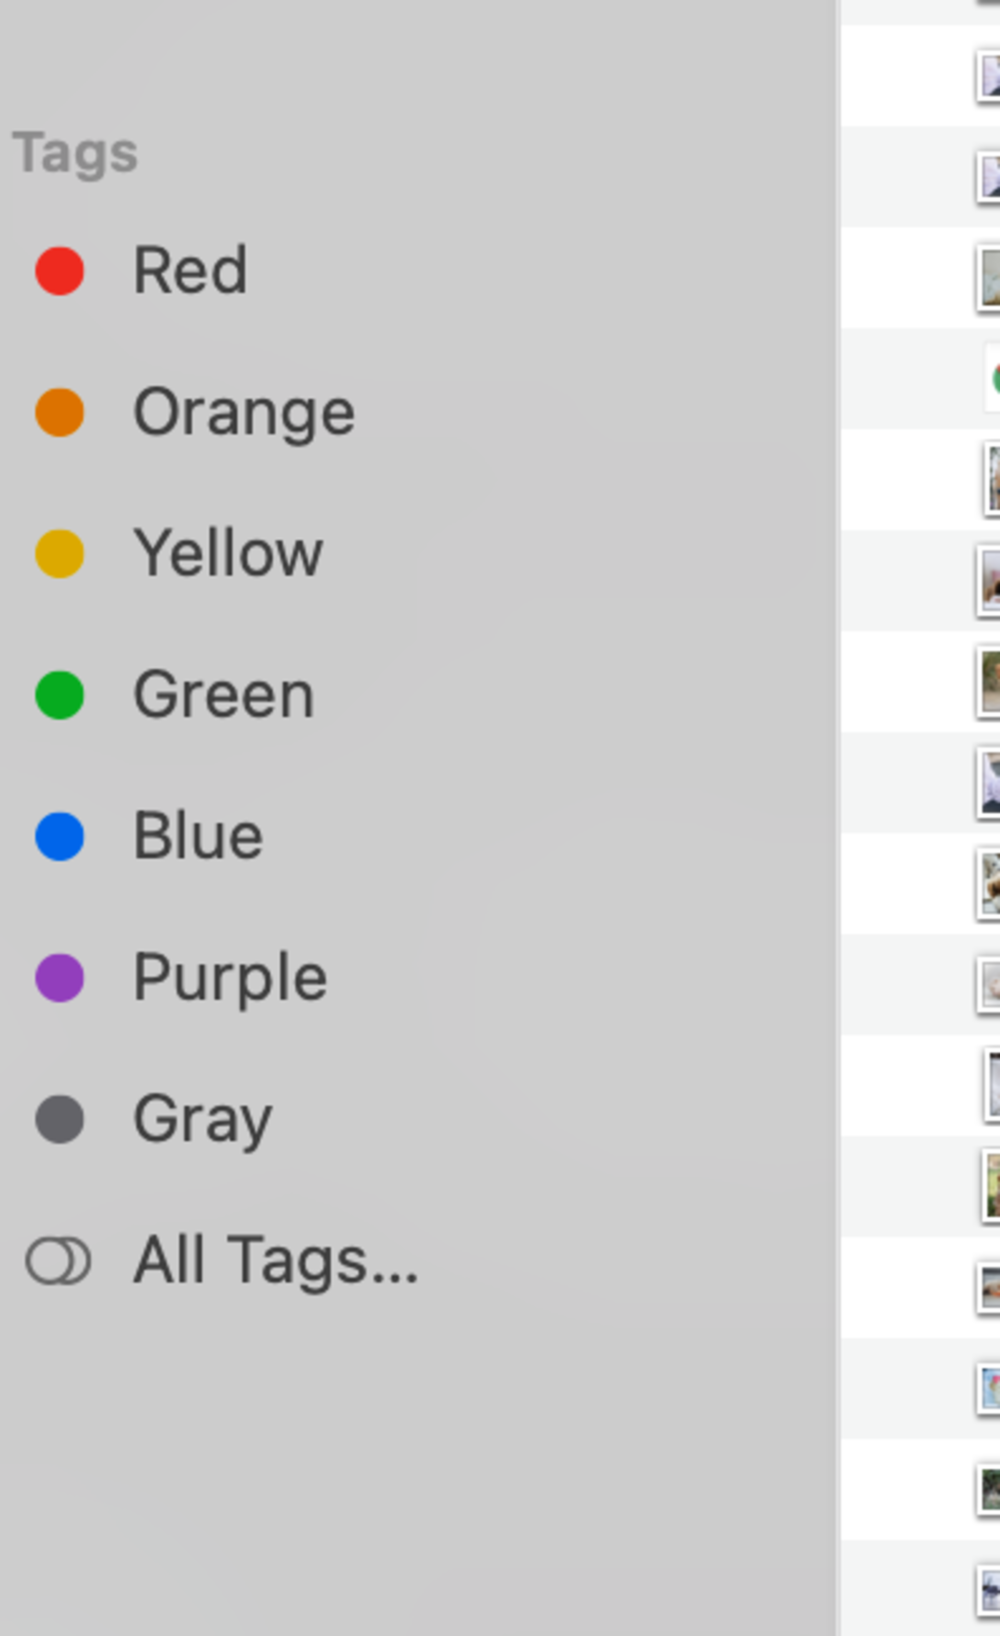 Tags
Red
Orange
Yellow
Green
Blue
Purple
Gray
All Tags...